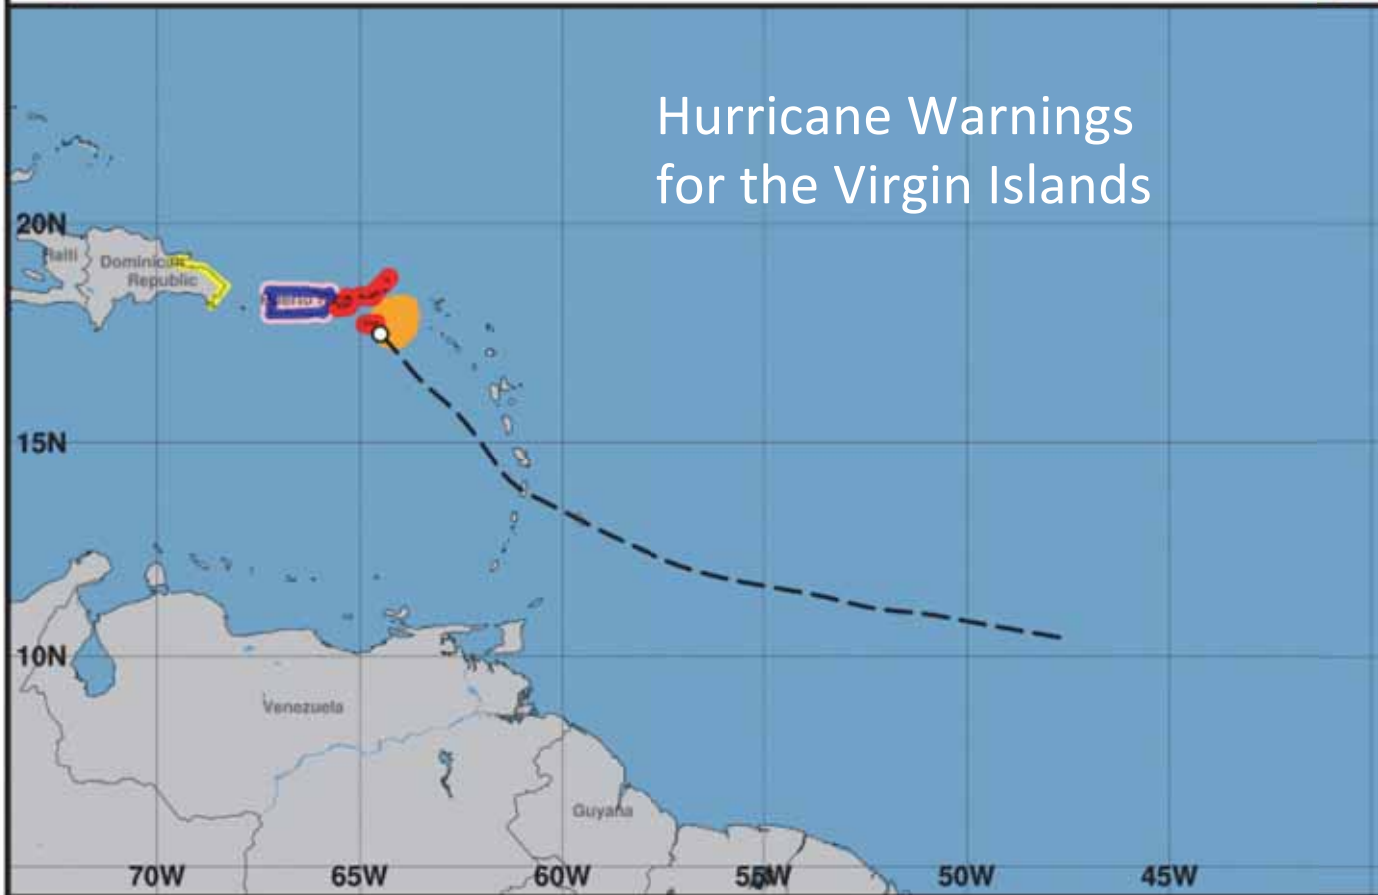 Hurricane Warnings
for the Virgin Islands
20N
Haiti
Dominican
Republic
15N
10N
Venezuela
Guyana
70W
65W
60W
55W
50W
45W